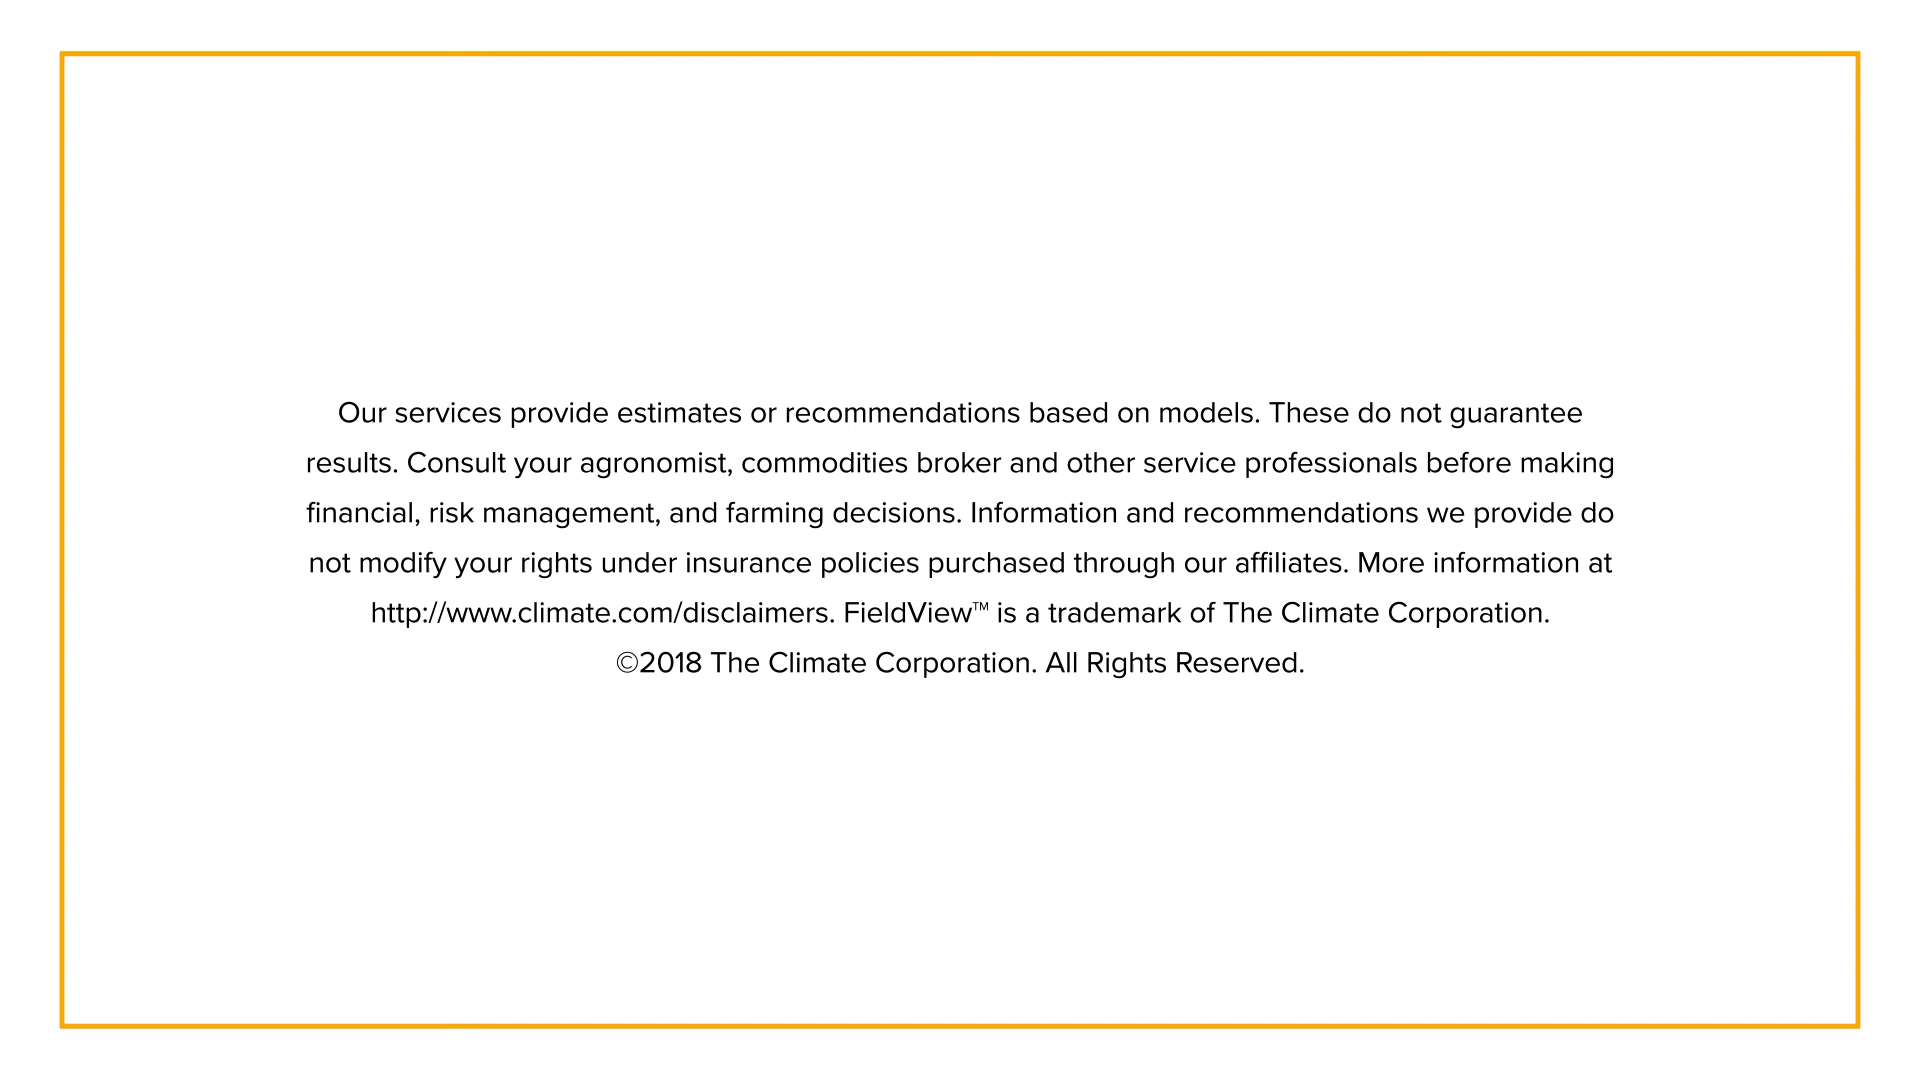 Our services provide estimates or recommendations based on models. These do not guarantee
results. Consult your agronomist, commodities broker and other service professionals before making
financial, risk management, and farming decisions. Information and recommendations we provide do
not modify your rights under insurance policies purchased through our affiliates. More information at
http://www.climate.com/disclaimers. FieldView™ is a trademark of The Climate Corporation.
©2018 The Climate Corporation. All Rights Reserved.